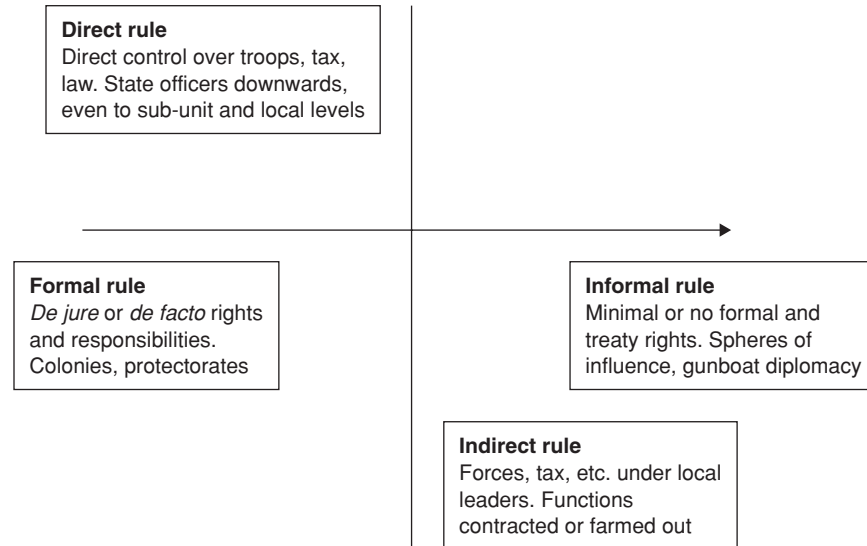 Direct rule
Direct control over troops, tax,
law. State officers downwards,
even to sub-unit and local levels
Formal rule
De jure or de facto rights
and responsibilities.
Colonies, protectorates
Informal rule
Minimal or no formal and
treaty rights. Spheres of
influence, gunboat diplomacy
Indirect rule
Forces, tax, etc. under local
leaders. Functions
contracted or farmed out